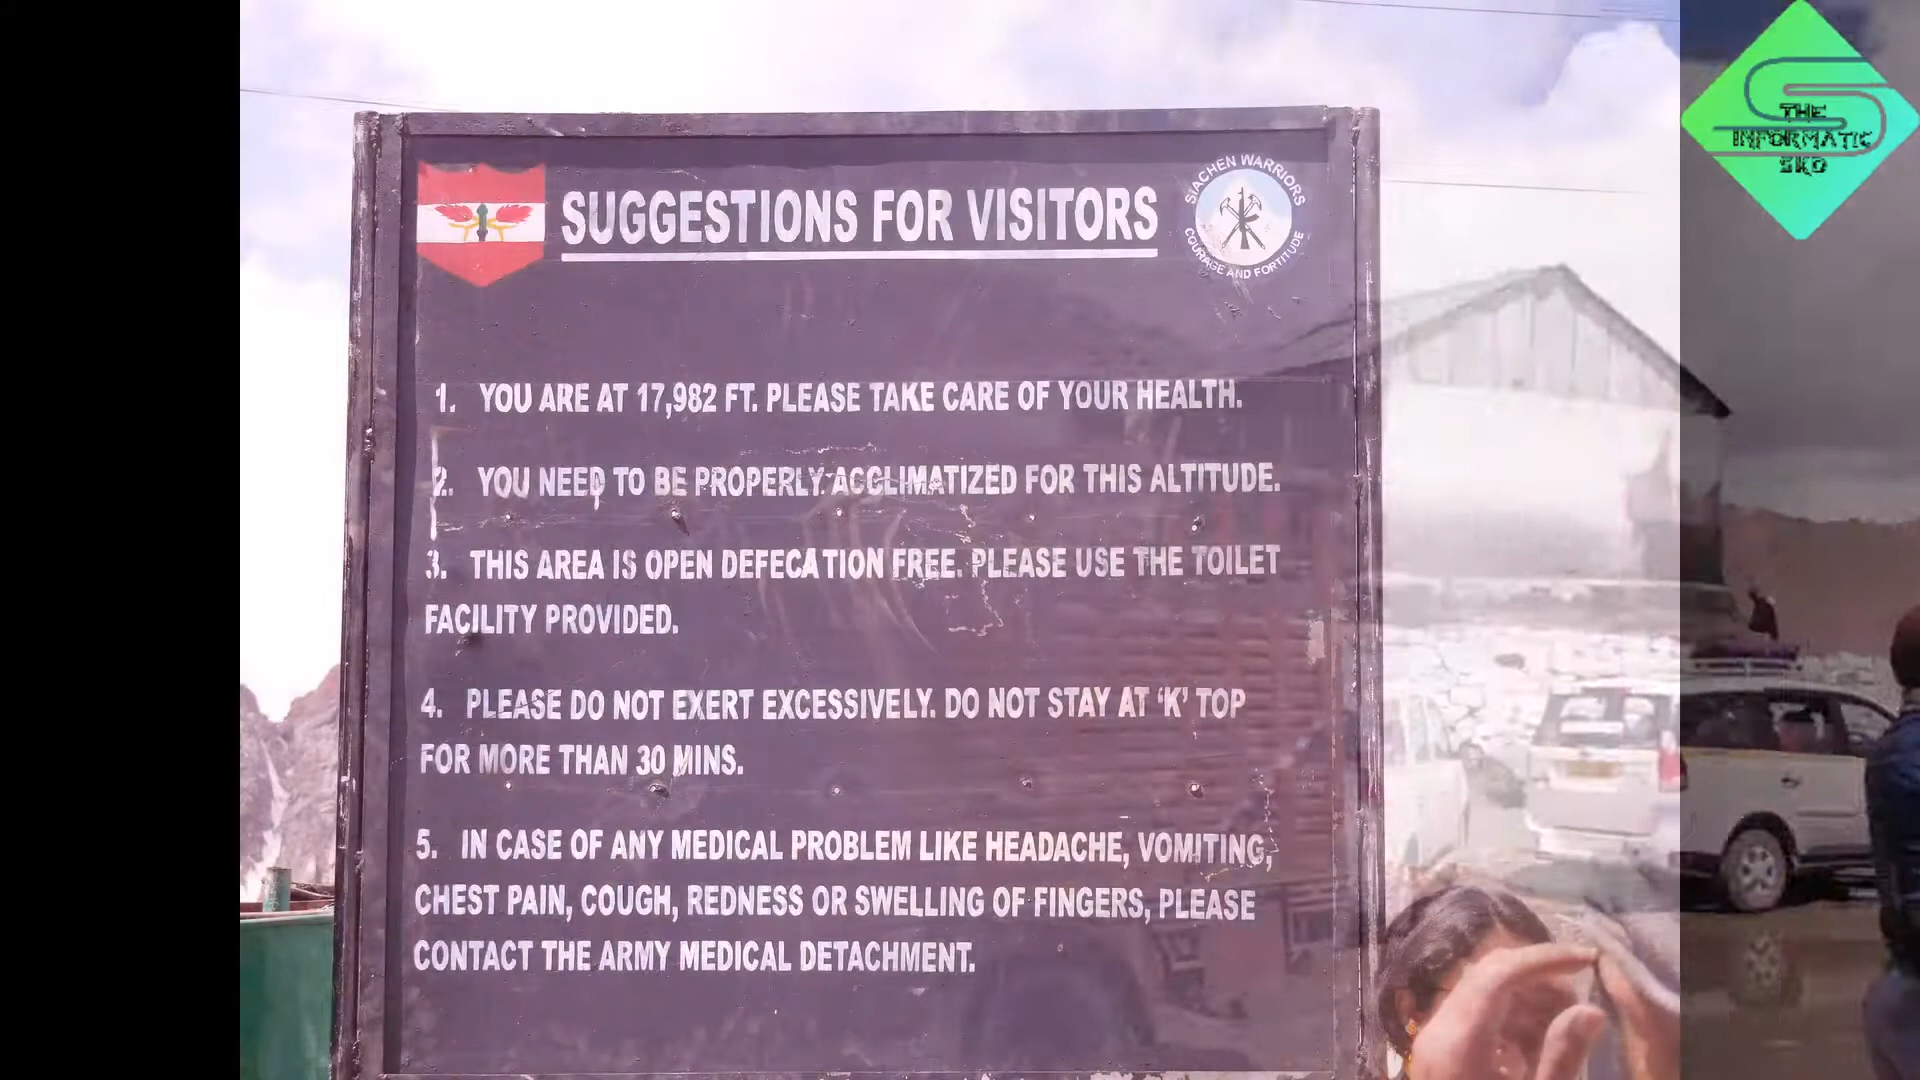 SUGGESTIONS FOR VISITORS
SIACHEN WARRIORS
COURAGE AND FORTITUDE
1. YOU ARE AT 17,982 FT. PLEASE TAKE CARE OF YOUR HEALTH.
2. YOU NEED TO BE PROPERLY ACCLIMATIZED FOR THIS ALTITUDE.
3. THIS AREA IS OPEN DEFECATION FREE. PLEASE USE THE TOILET
FACILITY PROVIDED.
4. PLEASE DO NOT EXERT EXCESSIVELY. DO NOT STAY AT ‘K’ TOP
FOR MORE THAN 30 MINS.
5. IN CASE OF ANY MEDICAL PROBLEM LIKE HEADACHE, VOMITING,
CHEST PAIN, COUGH, REDNESS OR SWELLING OF FINGERS, PLEASE
CONTACT THE ARMY MEDICAL DETACHMENT.
THE
INFORMATIC
SKD